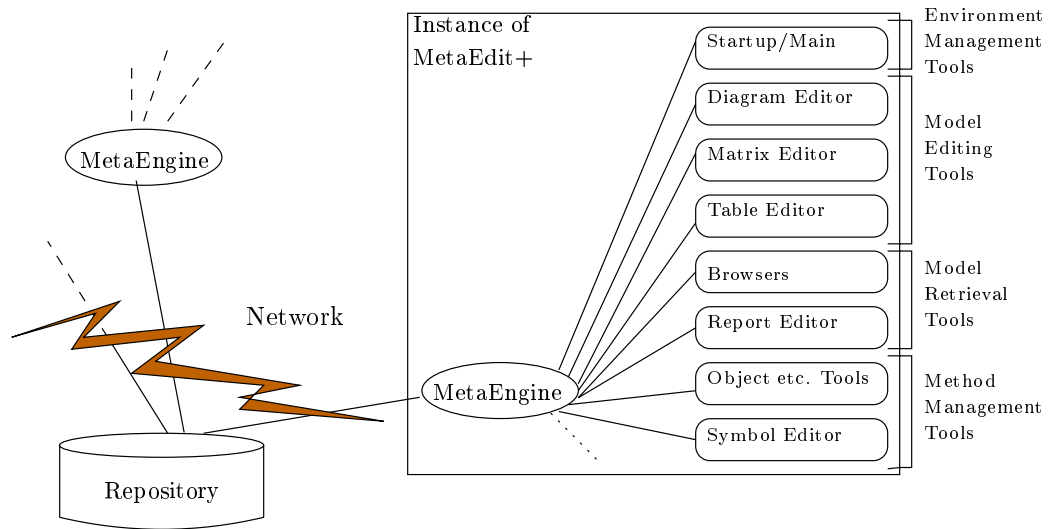 Instance of
MetaEdit+
Startup/Main
Diagram Editor
Matrix Editor
Table Editor
Browsers
Report Editor
Object etc. Tools
Symbol Editor
Environment
Management
Tools
Model
Editing
Tools
Model
Retrieval
Tools
Method
Management
Tools
MetaEngine
Network
MetaEngine
Repository